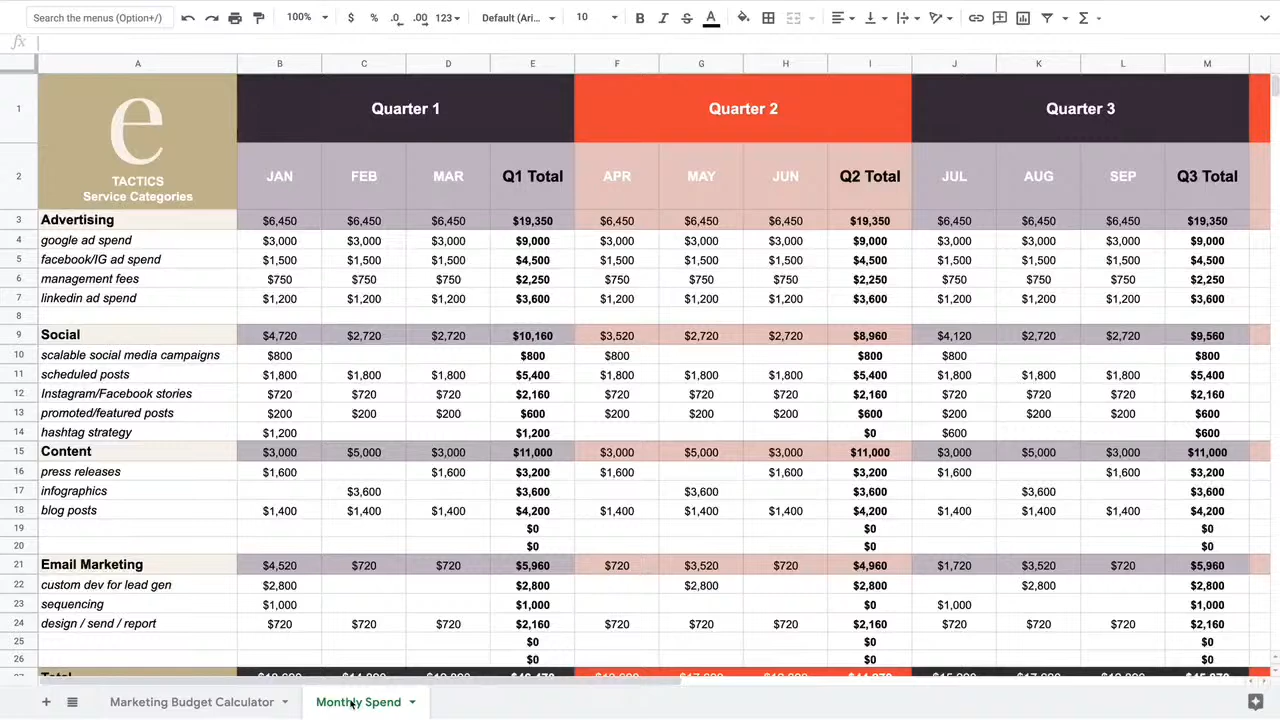 Search the menus (Option+/) 100% $ % .0 .00 123 Default (Ari... 10 B I S A
fx
A B C D E F G H I J K L M
1 e Quarter 1 Quarter 2 Quarter 3
2 TACTICS Service Categories JAN FEB MAR Q1 Total APR MAY JUN Q2 Total JUL AUG SEP Q3 Total
3 Advertising $6,450 $6,450 $6,450 $19,350 $6,450 $6,450 $6,450 $19,350 $6,450 $6,450 $6,450 $19,350
4 google ad spend $3,000 $3,000 $3,000 $9,000 $3,000 $3,000 $3,000 $9,000 $3,000 $3,000 $3,000 $9,000
5 facebook/IG ad spend $1,500 $1,500 $1,500 $4,500 $1,500 $1,500 $1,500 $4,500 $1,500 $1,500 $1,500 $4,500
6 management fees $750 $750 $750 $2,250 $750 $750 $750 $2,250 $750 $750 $750 $2,250
7 linkedin ad spend $1,200 $1,200 $1,200 $3,600 $1,200 $1,200 $1,200 $3,600 $1,200 $1,200 $1,200 $3,600
8
9 Social $4,720 $2,720 $2,720 $10,160 $3,520 $2,720 $2,720 $8,960 $4,120 $2,720 $2,720 $9,560
10 scalable social media campaigns $800 $800 $800 $800 $800 $800
11 scheduled posts $1,800 $1,800 $1,800 $5,400 $1,800 $1,800 $1,800 $5,400 $1,800 $1,800 $1,800 $5,400
12 Instagram/Facebook stories $720 $720 $720 $2,160 $720 $720 $720 $2,160 $720 $720 $720 $2,160
13 promoted/featured posts $200 $200 $200 $600 $200 $200 $200 $600 $200 $200 $200 $600
14 hashtag strategy $1,200 $1,200 $0 $600 $600
15 Content $3,000 $5,000 $3,000 $11,000 $3,000 $5,000 $3,000 $11,000 $3,000 $5,000 $3,000 $11,000
16 press releases $1,600 $1,600 $3,200 $1,600 $1,600 $3,200 $1,600 $1,600 $3,200
17 infographics $3,600 $3,600 $3,600 $3,600 $3,600 $3,600
18 blog posts $1,400 $1,400 $1,400 $4,200 $1,400 $1,400 $1,400 $4,200 $1,400 $1,400 $1,400 $4,200
19 $0 $0 $0
20 $0 $0 $0
21 Email Marketing $4,520 $720 $720 $5,960 $720 $3,520 $720 $4,960 $1,720 $3,520 $720 $5,960
22 custom dev for lead gen $2,800 $2,800 $2,800 $2,800 $2,800 $2,800
23 sequencing $1,000 $1,000 $0 $1,000 $1,000
24 design / send / report $720 $720 $720 $2,160 $720 $720 $720 $2,160 $720 $720 $720 $2,160
25 $0 $0 $0
26 $0 $0 $0
Total
Marketing Budget Calculator Monthly Spend